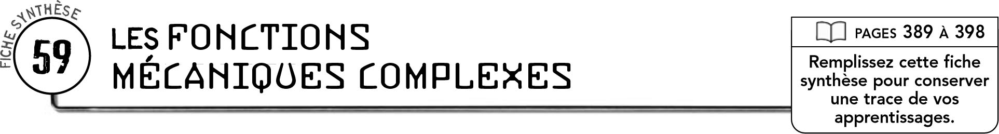 FICHE SYNTHÈSE
59
LES FONCTIONS
MÉCANIQUES COMPLEXES
PAGES 389 À 398
Remplissez cette fiche
synthèse pour conserver
une trace de vos
apprentissages.